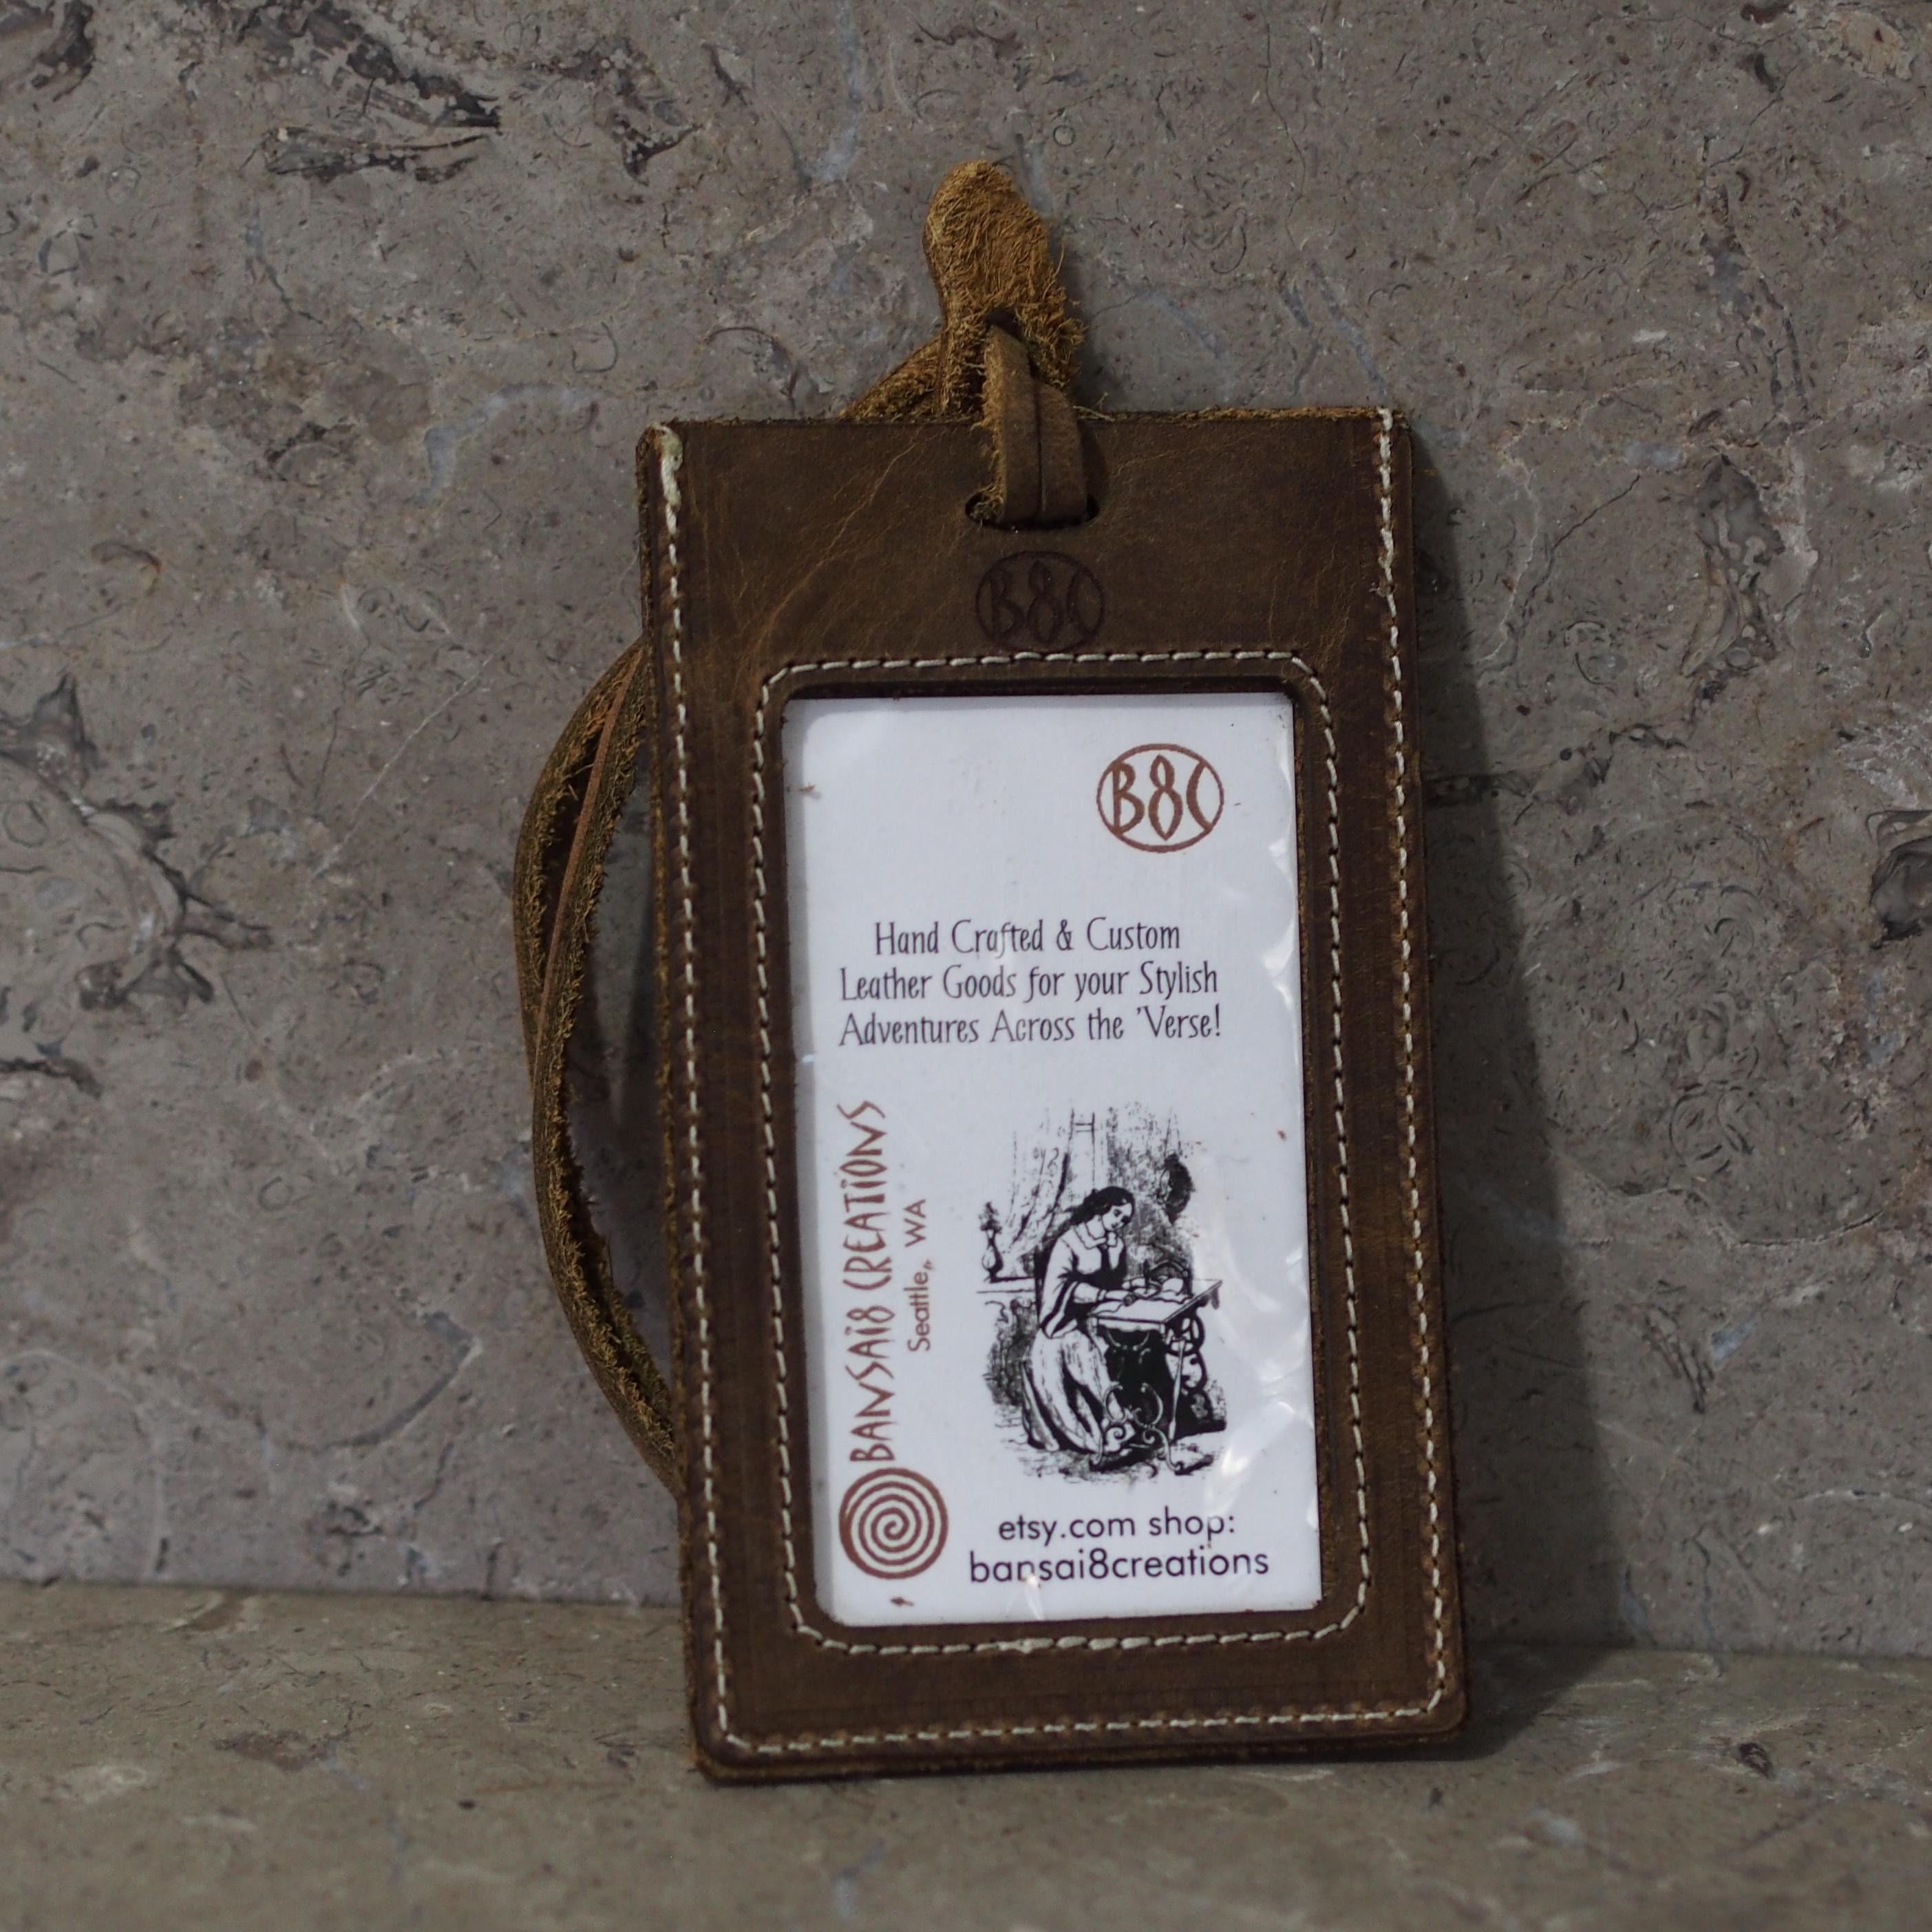 B8C
B8C
Hand Crafted & Custom
Leather Goods for your Stylish
Adventures Across the 'Verse!
BANSAI8 CREATIONS
Seattle,, WA
etsy.com shop:
bansai8creations